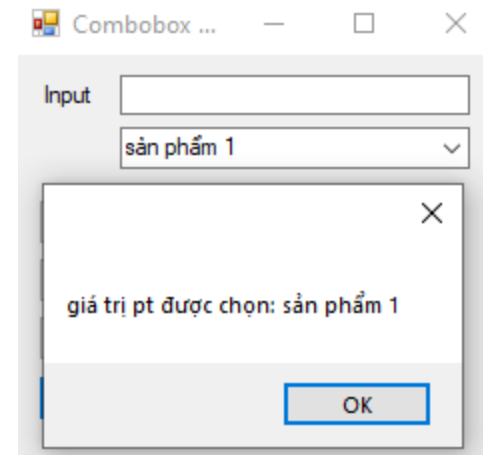 Combobox ...
Input
sản phẩm 1
giá trị pt được chọn: sản phẩm 1
OK